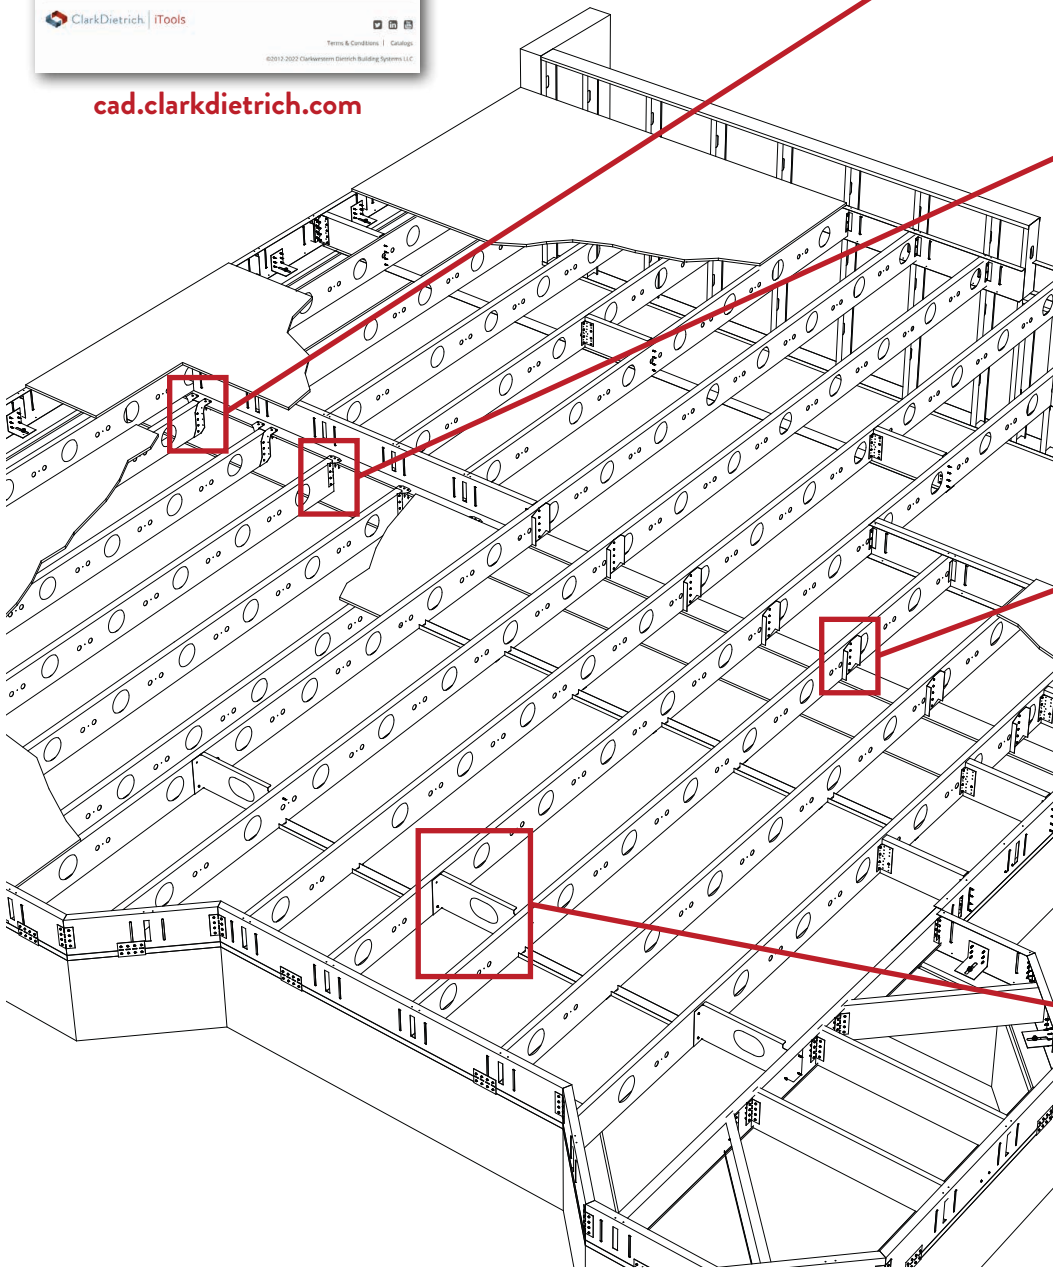 ClarkDietrich | iTools
Terms & Conditions | Catalogs
©2012-2022 Clarkwestern Dietrich Building Systems LLC
cad.clarkdietrich.com